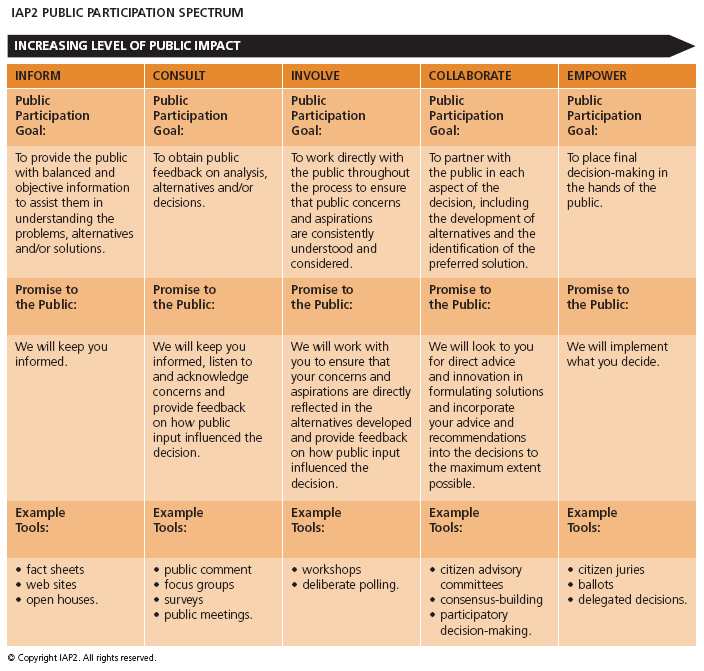 IAP2 PUBLIC PARTICIPATION SPECTRUM
INCREASING LEVEL OF PUBLIC IMPACT
INFORM
Public
Participation
Goal:
To provide the public
with balanced and
objective information
to assist them in
understanding the
problems, alternatives
and/or solutions.
Promise to
the Public:
We will keep you
informed.
Example
Tools:
• fact sheets
• web sites
• open houses.
CONSULT
Public
Participation
Goal:
To obtain public
feedback on analysis,
alternatives and/or
decisions.
Promise to
the Public:
We will keep you
informed, listen to
and acknowledge
concerns and
provide feedback
on how public
input influenced the
decision.
Example
Tools:
• public comment
• focus groups
• surveys
• public meetings.
INVOLVE
Public
Participation
Goal:
To work directly with
the public throughout
the process to ensure
that public concerns
and aspirations
are consistently
understood and
considered.
Promise to
the Public:
We will work with
you to ensure that
your concerns and
aspirations are directly
reflected in the
alternatives developed
and provide feedback
on how public input
influenced the
decision.
Example
Tools:
• workshops
• deliberate polling.
COLLABORATE
Public
Participation
Goal:
To partner with
the public in each
aspect of the
decision, including
the development of
alternatives and the
identification of the
preferred solution.
Promise to
the Public:
We will look to you
for direct advice
and innovation in
formulating solutions
and incorporate
your advice and
recommendations
into the decisions to
the maximum extent
possible.
Example
Tools:
• citizen advisory
committees
• consensus-building
• participatory
decision-making.
EMPOWER
Public
Participation
Goal:
To place final
decision-making in
the hands of the
public.
Promise to
the Public:
We will implement
what you decide.
Example
Tools:
• citizen juries
• ballots
• delegated decisions.
© Copyright IAP2. All rights reserved.